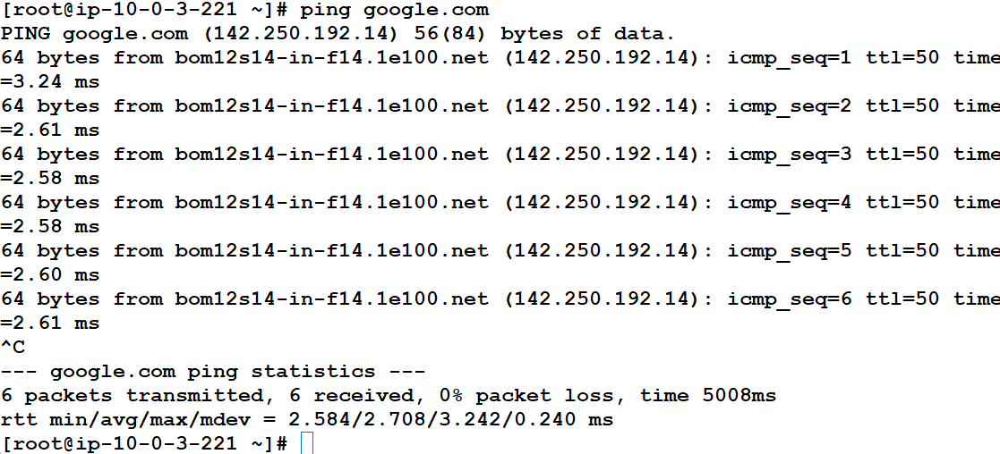 [root@ip-10-0-3-221 ~]# ping google.com
PING google.com (142.250.192.14) 56(84) bytes of data.
64 bytes from bom12s14-in-f14.1e100.net (142.250.192.14): icmp_seq=1 ttl=50 time
=3.24 ms
64 bytes from bom12s14-in-f14.1e100.net (142.250.192.14): icmp_seq=2 ttl=50 time
=2.61 ms
64 bytes from bom12s14-in-f14.1e100.net (142.250.192.14): icmp_seq=3 ttl=50 time
=2.58 ms
64 bytes from bom12s14-in-f14.1e100.net (142.250.192.14): icmp_seq=4 ttl=50 time
=2.58 ms
64 bytes from bom12s14-in-f14.1e100.net (142.250.192.14): icmp_seq=5 ttl=50 time
=2.60 ms
64 bytes from bom12s14-in-f14.1e100.net (142.250.192.14): icmp_seq=6 ttl=50 time
=2.61 ms
^C
--- google.com ping statistics ---
6 packets transmitted, 6 received, 0% packet loss, time 5008ms
rtt min/avg/max/mdev = 2.584/2.708/3.242/0.240 ms
[root@ip-10-0-3-221 ~]#